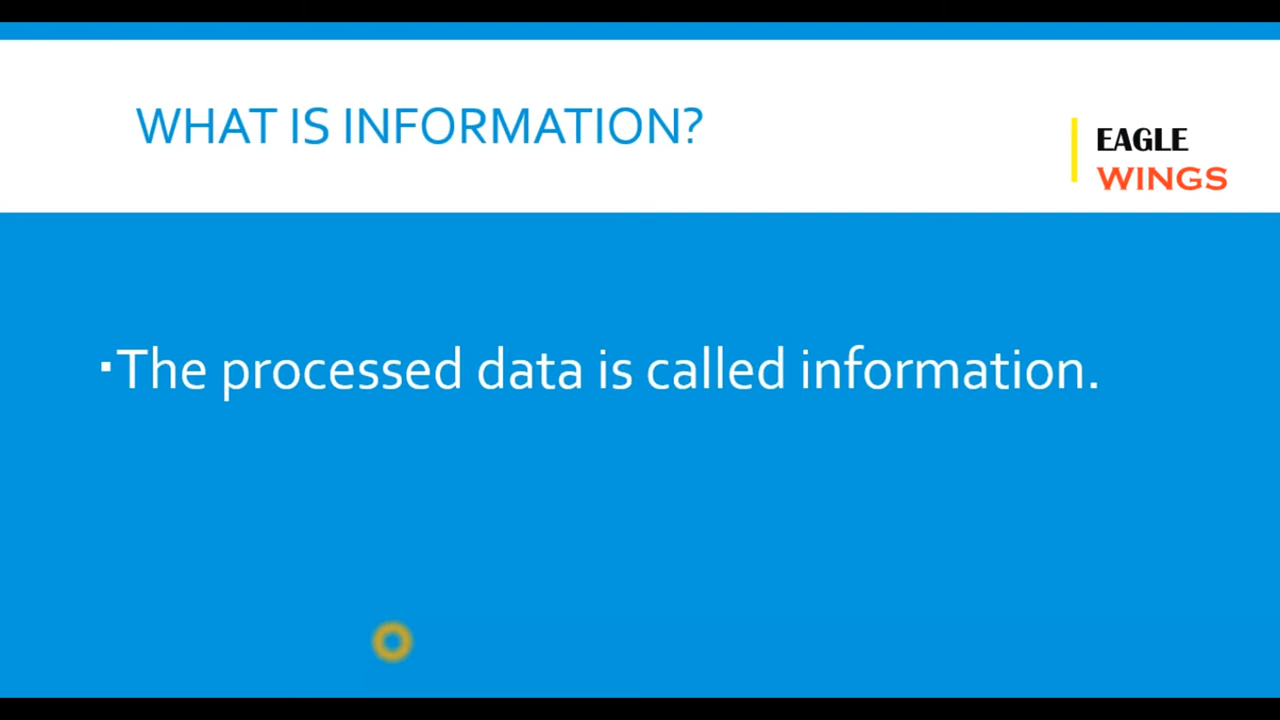 WHAT IS INFORMATION?
EAGLE
WINGS
▪The processed data is called information.